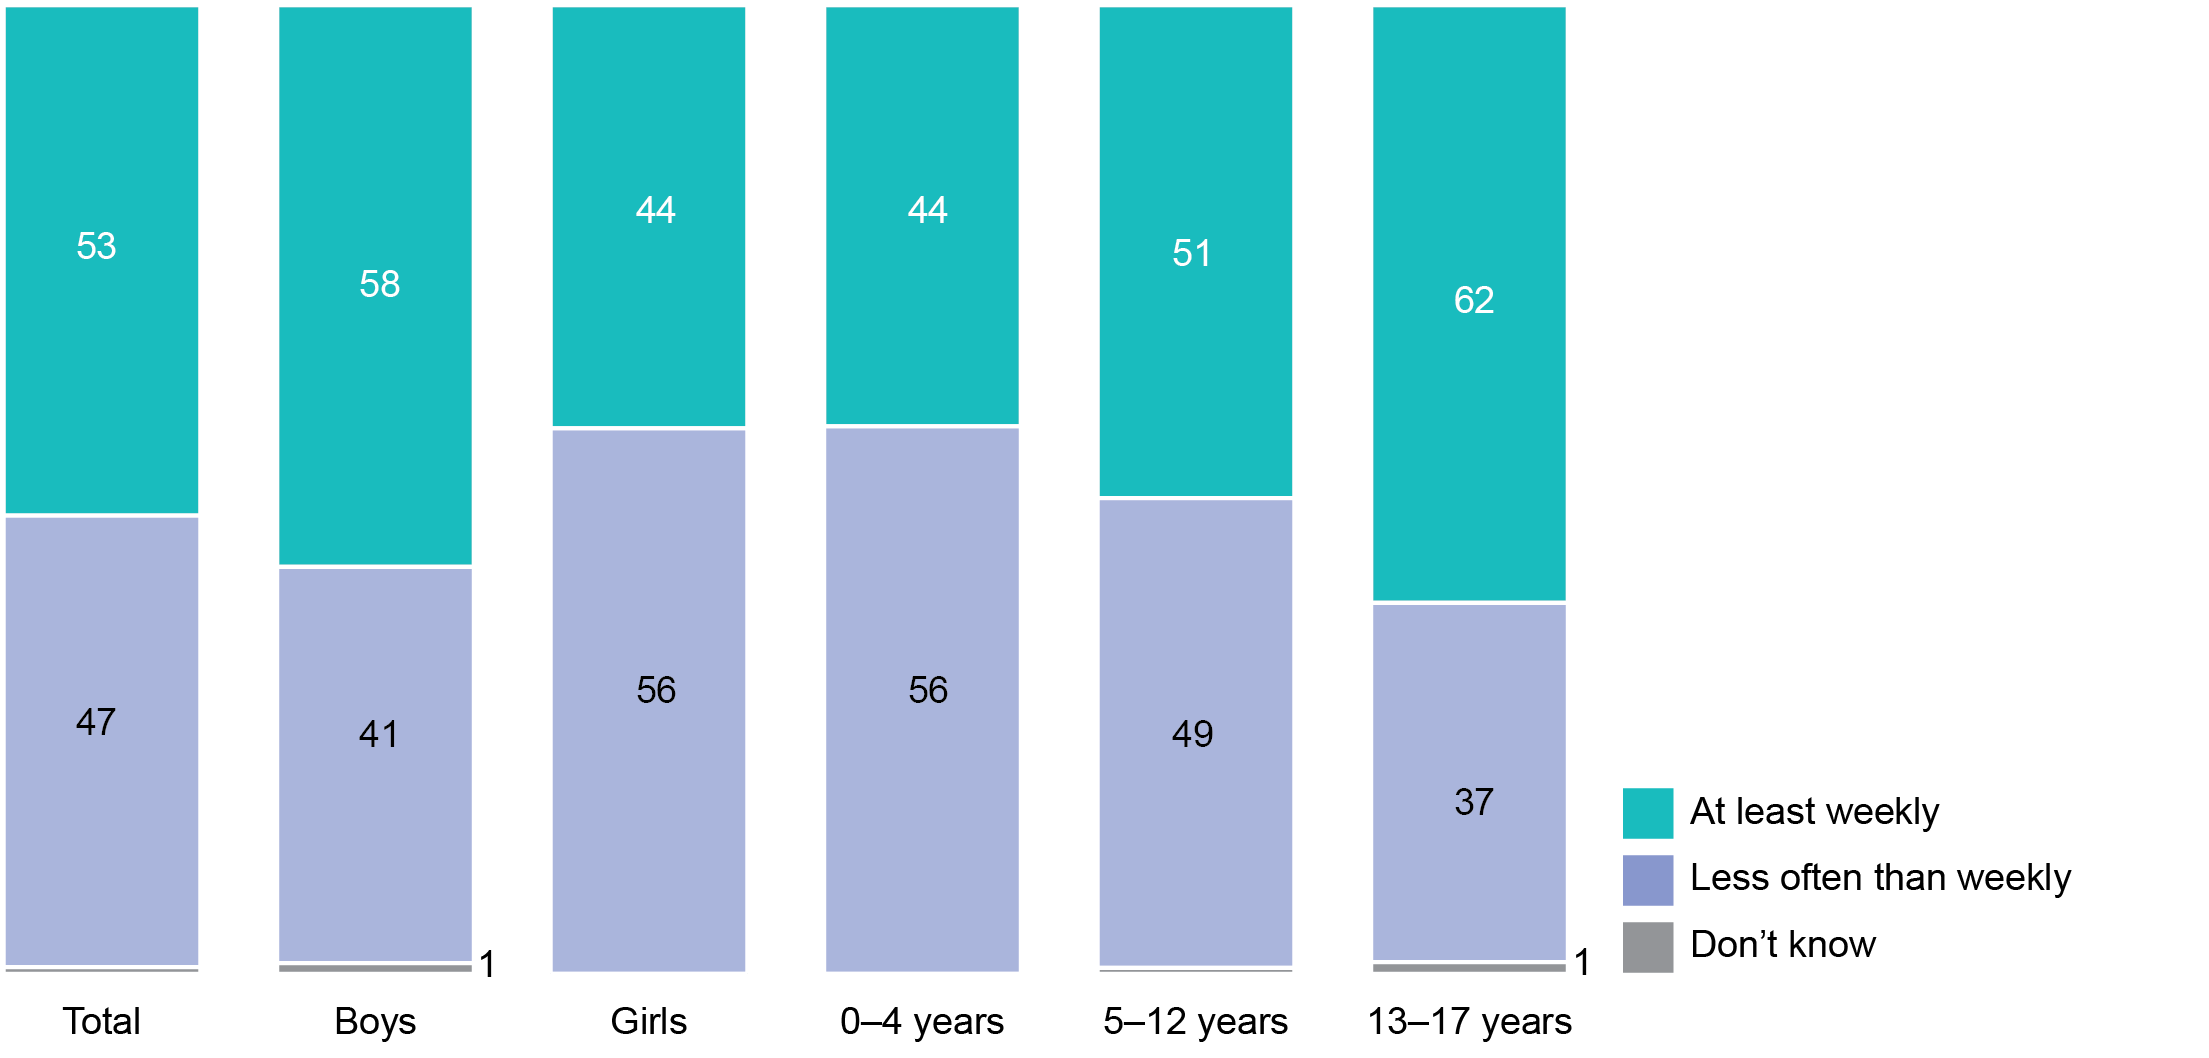 53
58
44
44
51
62
47
41
56
56
49
37
1
1
At least weekly
Less often than weekly
Don’t know
Total
Boys
Girls
0–4 years
5–12 years
13–17 years